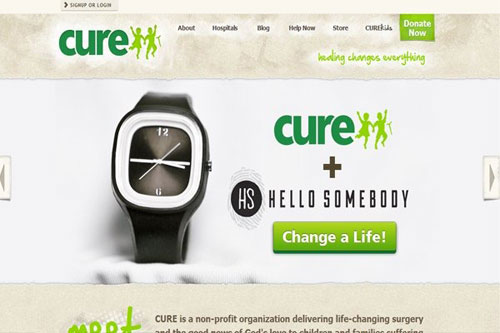 SIGNUP OR LOGIN
cure
About Hospitals Blog Help Now Store CUREkids Donate Now
healing changes everything
12
3
6
cure
+
HS HELLO SOMEBODY
Change a Life!
CURE is a non-profit organization delivering life-changing surgery
and the good news of God's love to children and families suffering